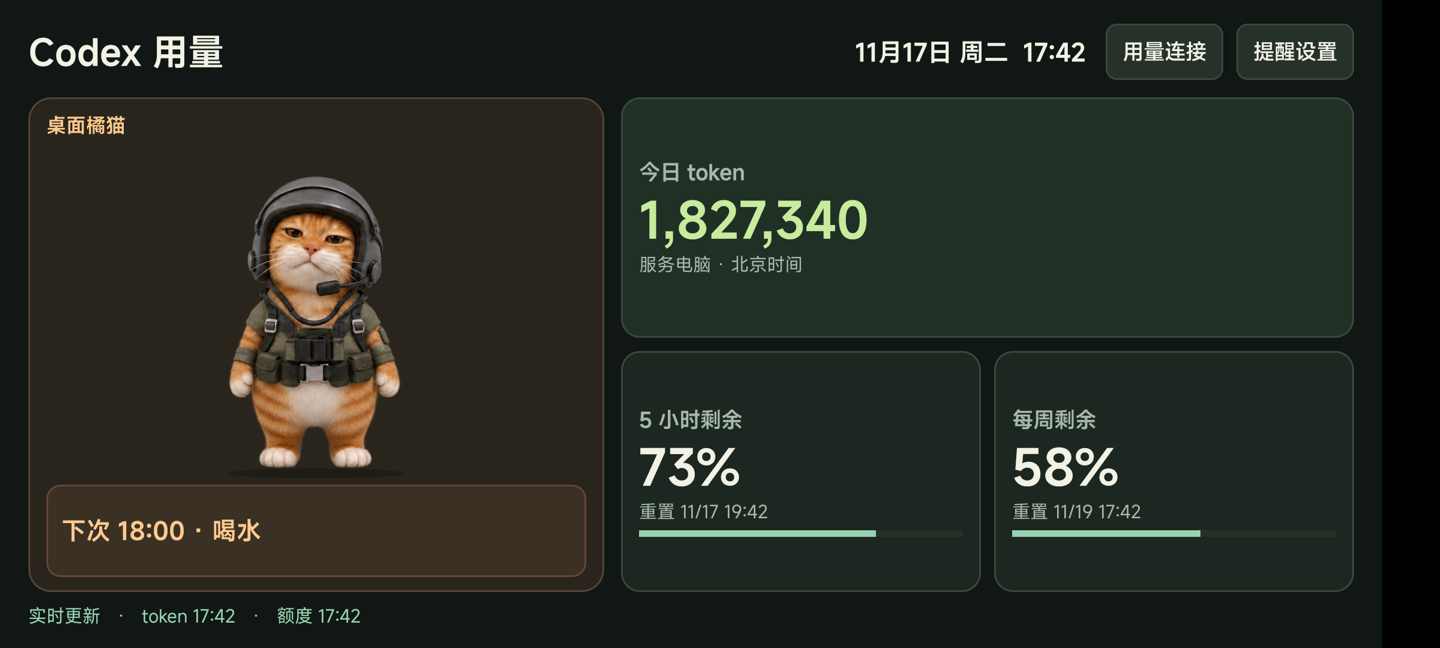 Codex 用量
11月17日 周二 17:42
用量连接
提醒设置
桌面橘猫
下次 18:00 · 喝水
今日 token
1,827,340
服务电脑 · 北京时间
5 小时剩余
73%
重置 11/17 19:42
每周剩余
58%
重置 11/19 17:42
实时更新 · token 17:42 · 额度 17:42